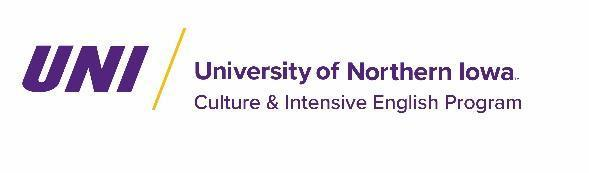 UNI
University of Northern Iowa
Culture & Intensive English Program